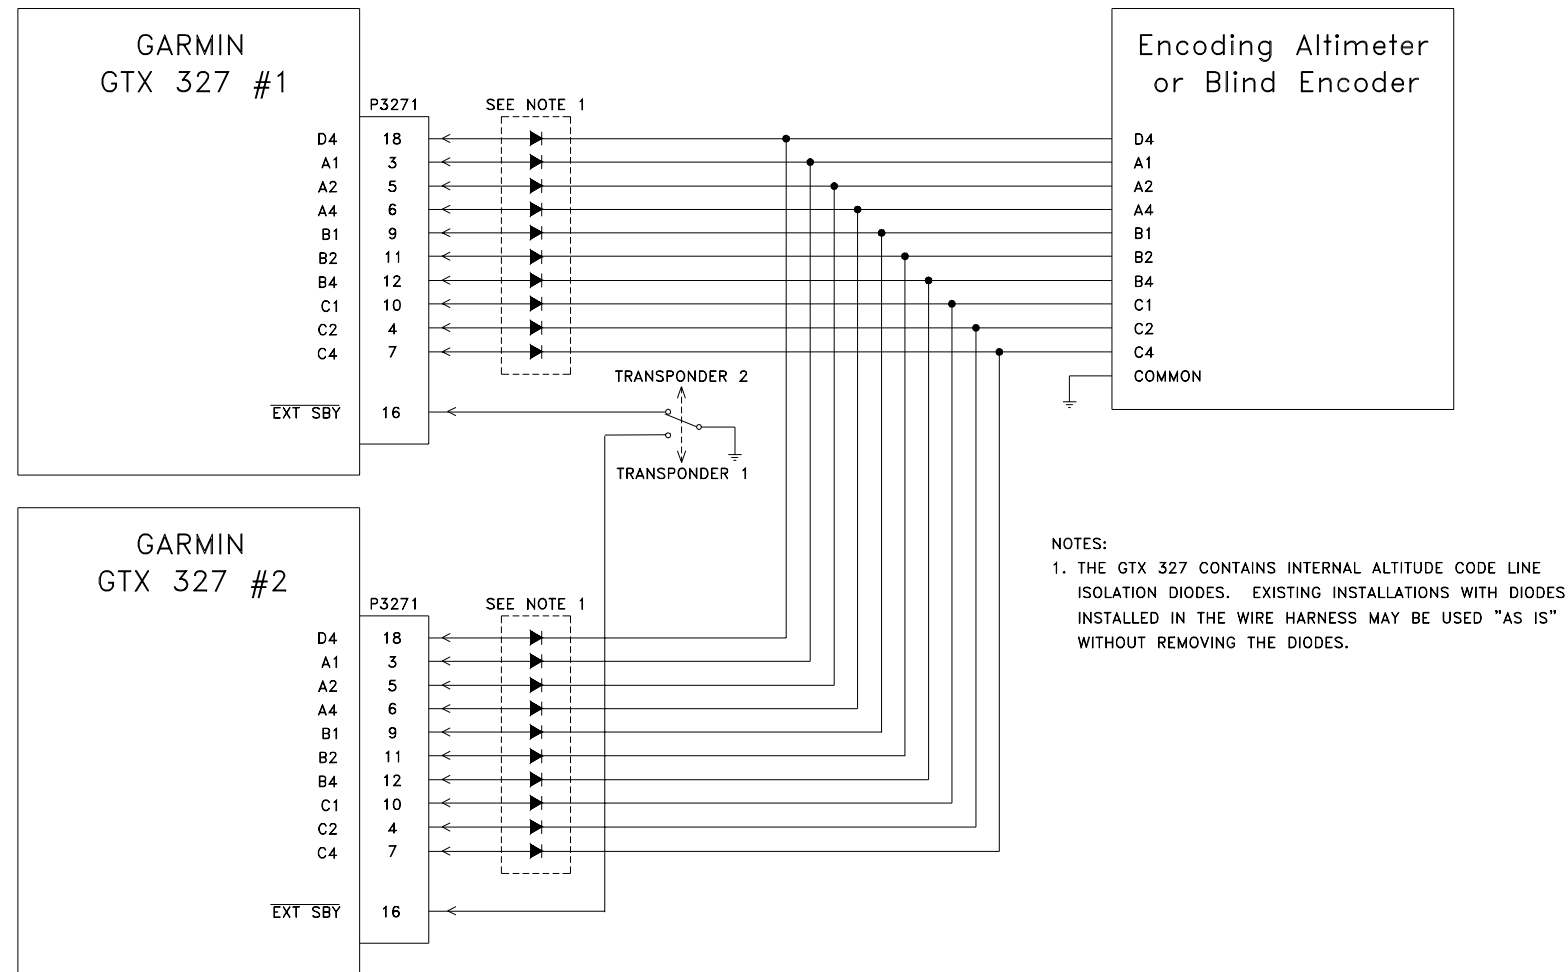 GARMIN
GTX 327 #1
P3271
SEE NOTE 1
D4 18
A1 3
A2 5
A4 6
B1 9
B2 11
B4 12
C1 10
C2 4
C4 7
EXT SBY 16
Encoding Altimeter
or Blind Encoder
D4
A1
A2
A4
B1
B2
B4
C1
C2
C4
COMMON
TRANSPONDER 2
TRANSPONDER 1
GARMIN
GTX 327 #2
P3271
SEE NOTE 1
D4 18
A1 3
A2 5
A4 6
B1 9
B2 11
B4 12
C1 10
C2 4
C4 7
EXT SBY 16
NOTES:
1. THE GTX 327 CONTAINS INTERNAL ALTITUDE CODE LINE
ISOLATION DIODES. EXISTING INSTALLATIONS WITH DIODES
INSTALLED IN THE WIRE HARNESS MAY BE USED "AS IS"
WITHOUT REMOVING THE DIODES.